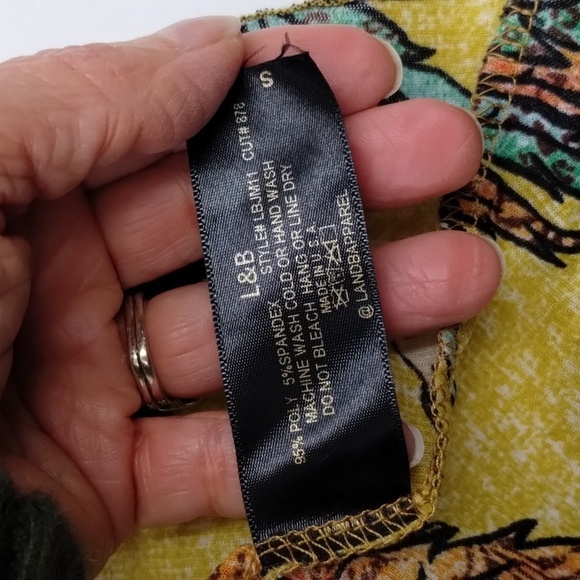 S
L&B
STYLE# LBJM11 CUT# 878
95% POLY 5%SPANDEX
MACHINE WASH COLD OR HAND WASH
DO NOT BLEACH HANG OR LINE DRY
MADE IN U.S.A
@LANDBAPPAREL